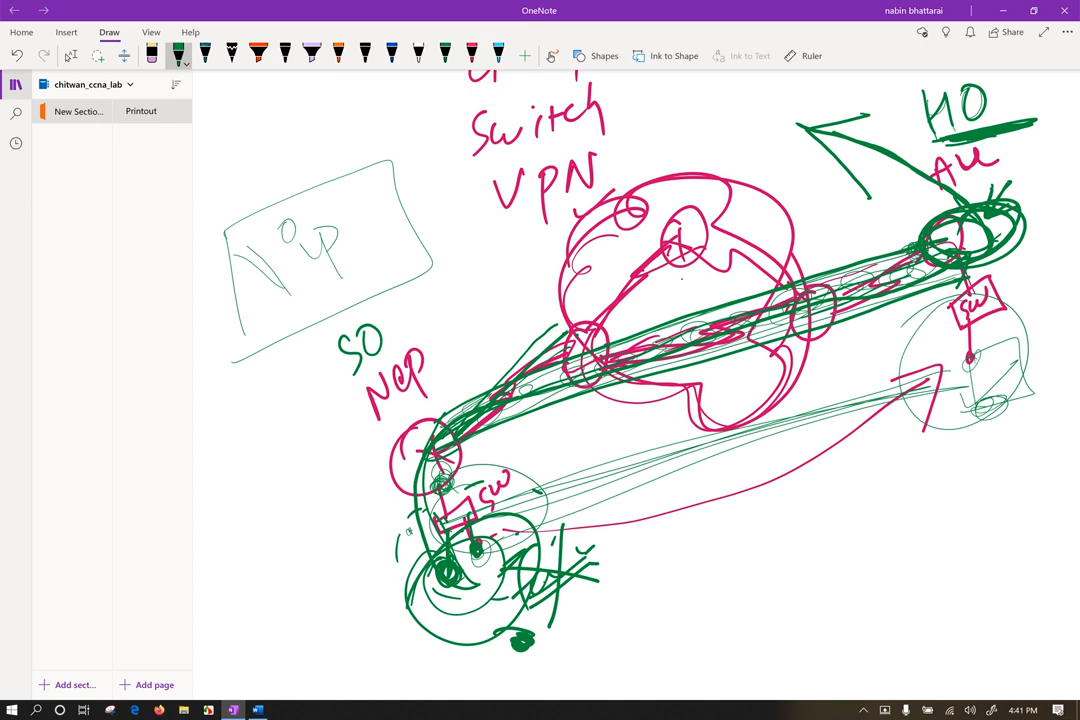 OneNote
nabin bhattarai
Home
Insert
Draw
View
Help
Share
Shapes
Ink to Shape
Ink to Text
Ruler
chitwan_ccna_lab
New Sectio...
Printout
Switch
VPN
HO
AUS
SW
SO
NEP
SW
Add sect...
Add page
4:41 PM